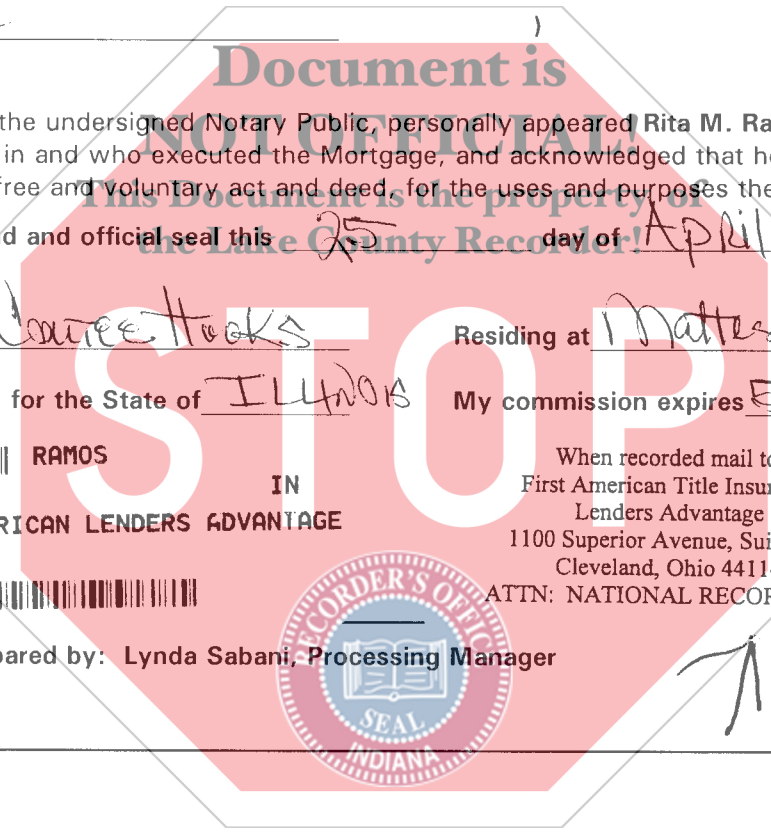 )
Document is
NOT OFFICIAL!
the undersigned Notary Public, personally appeared Rita M. Ra
in and who executed the Mortgage, and acknowledged that h
free and voluntary act and deed, for the uses and purposes the
This Document is the property of
the Lake County Recorder!
d and official seal this 25 day of April
STOP
Hooks Residing at Mattes
for the State of ILLINOIS My commission expires
RAMOS
IN
RICAN LENDERS ADVANTAGE
When recorded mail to
First American Title Insur
Lenders Advantage
1100 Superior Avenue, Sui
Cleveland, Ohio 4411
ATTN: NATIONAL RECOR
pared by: Lynda Sabani, Processing Manager
RECORDER'S OFFICE
SEAL
INDIANA